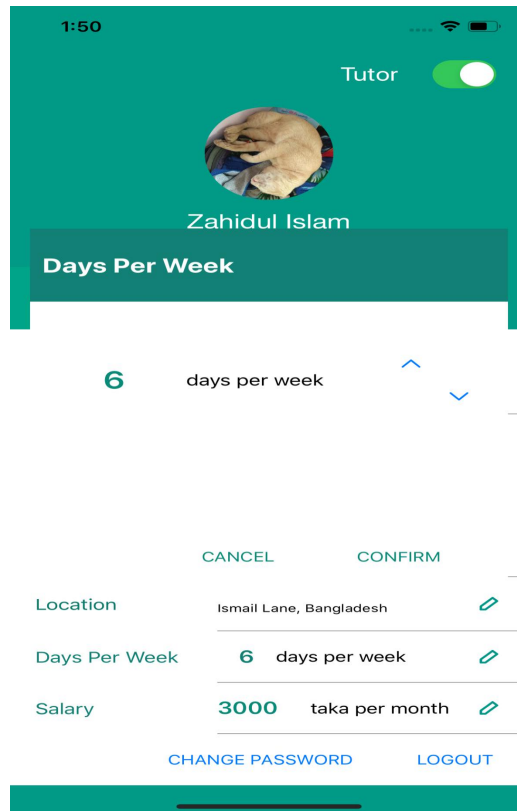 1:50
Tutor
Zahidul Islam
Days Per Week
6 days per week
CANCEL CONFIRM
Location Ismail Lane, Bangladesh
Days Per Week 6 days per week
Salary 3000 taka per month
CHANGE PASSWORD LOGOUT